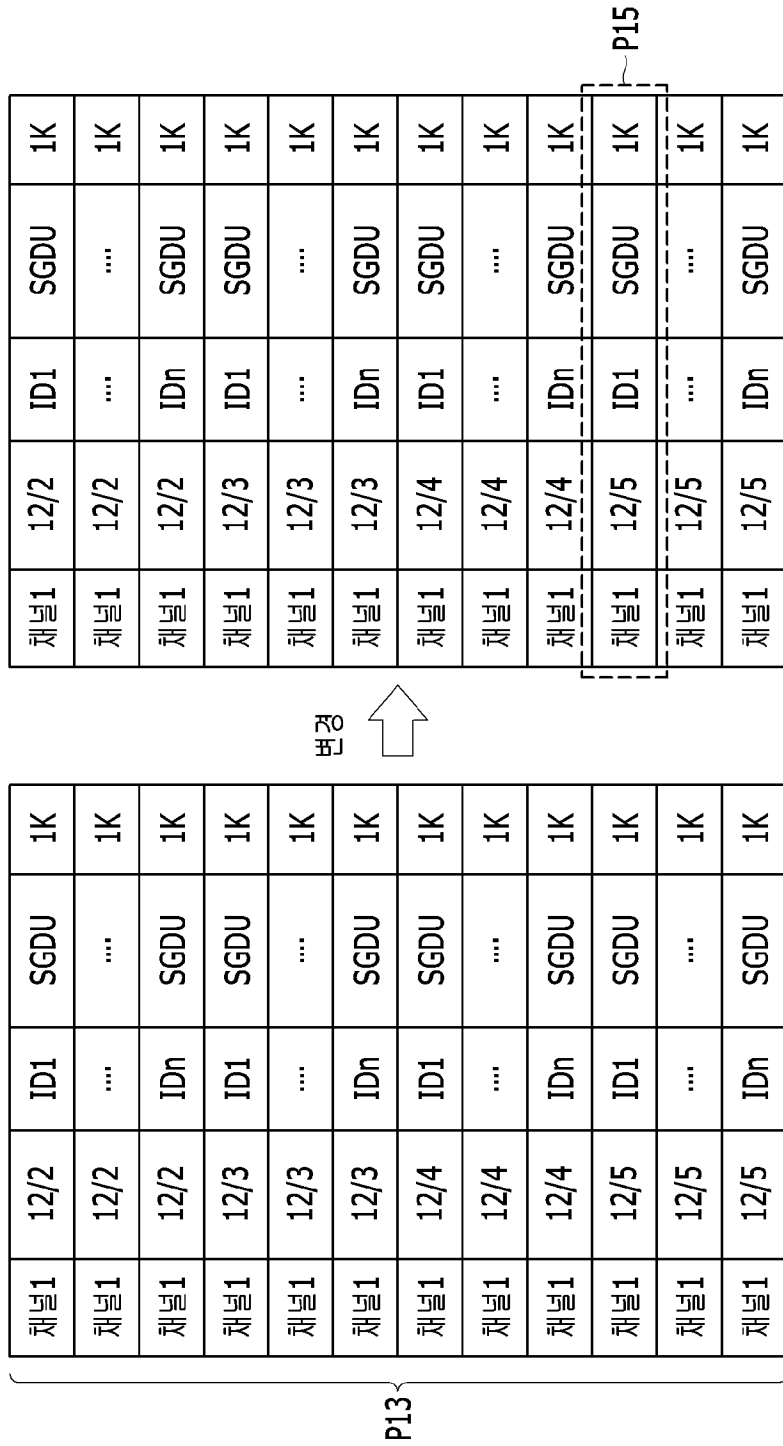 P13
채널1 12/2 ID1 SGDU 1K
채널1 12/2 .... .... 1K
채널1 12/2 IDn SGDU 1K
채널1 12/3 ID1 SGDU 1K
채널1 12/3 .... .... 1K
채널1 12/3 IDn SGDU 1K
채널1 12/4 ID1 SGDU 1K
채널1 12/4 .... .... 1K
채널1 12/4 IDn SGDU 1K
채널1 12/5 ID1 SGDU 1K
채널1 12/5 .... .... 1K
채널1 12/5 IDn SGDU 1K
변경
채널1 12/2 ID1 SGDU 1K
채널1 12/2 .... .... 1K
채널1 12/2 IDn SGDU 1K
채널1 12/3 ID1 SGDU 1K
채널1 12/3 .... .... 1K
채널1 12/3 IDn SGDU 1K
채널1 12/4 ID1 SGDU 1K
채널1 12/4 .... .... 1K
채널1 12/4 IDn SGDU 1K
채널1 12/5 ID1 SGDU 1K
채널1 12/5 .... .... 1K
채널1 12/5 IDn SGDU 1K
P15